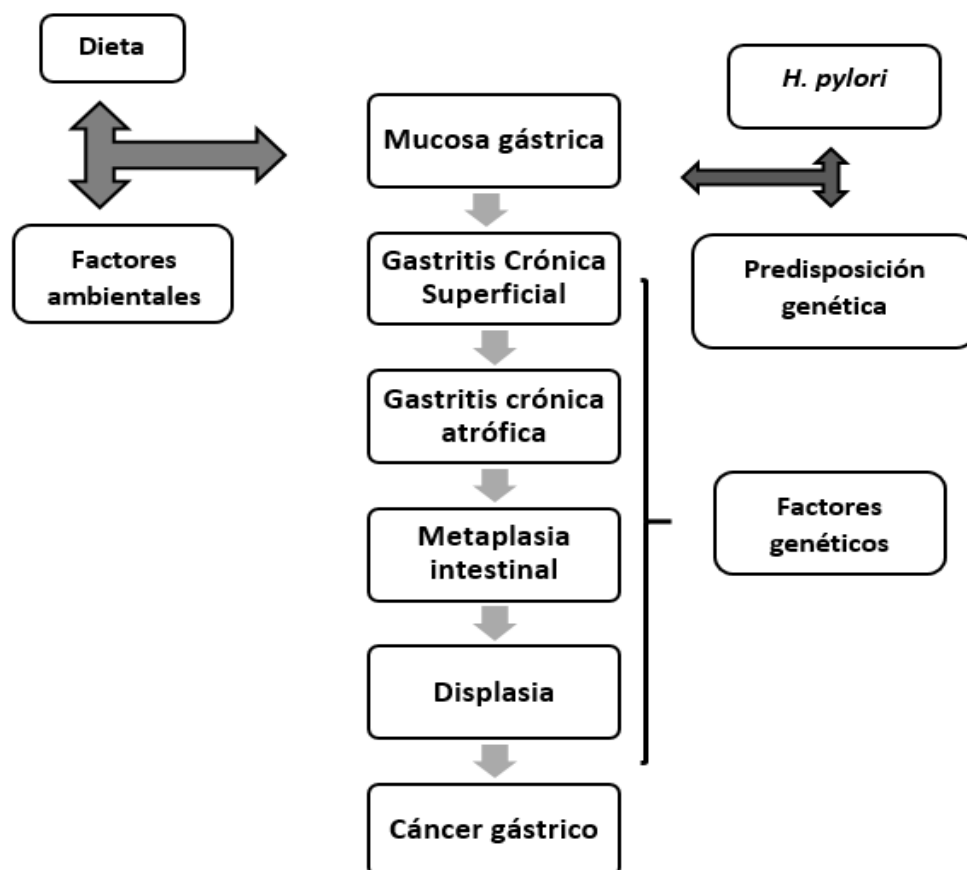 Dieta
Factores
ambientales
Mucosa gástrica
Gastritis Crónica
Superficial
Gastritis crónica
atrófica
Metaplasia
intestinal
Displasia
Cáncer gástrico
H. pylori
Predisposición
genética
Factores
genéticos